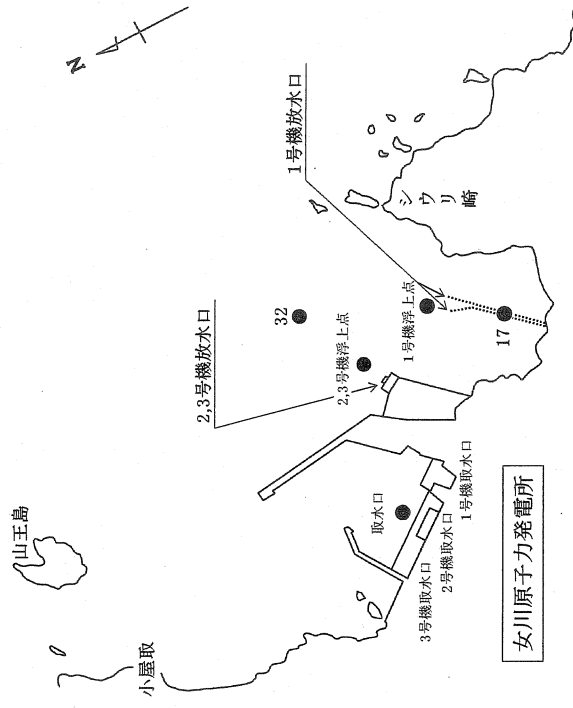 N
山王島
小屋取
2,3号機放水口
1号機放水口
32
2,3号機浮上点
1号機浮上点
17
シウリ崎
取水口
1号機取水口
2号機取水口
3号機取水口
女川原子力発電所